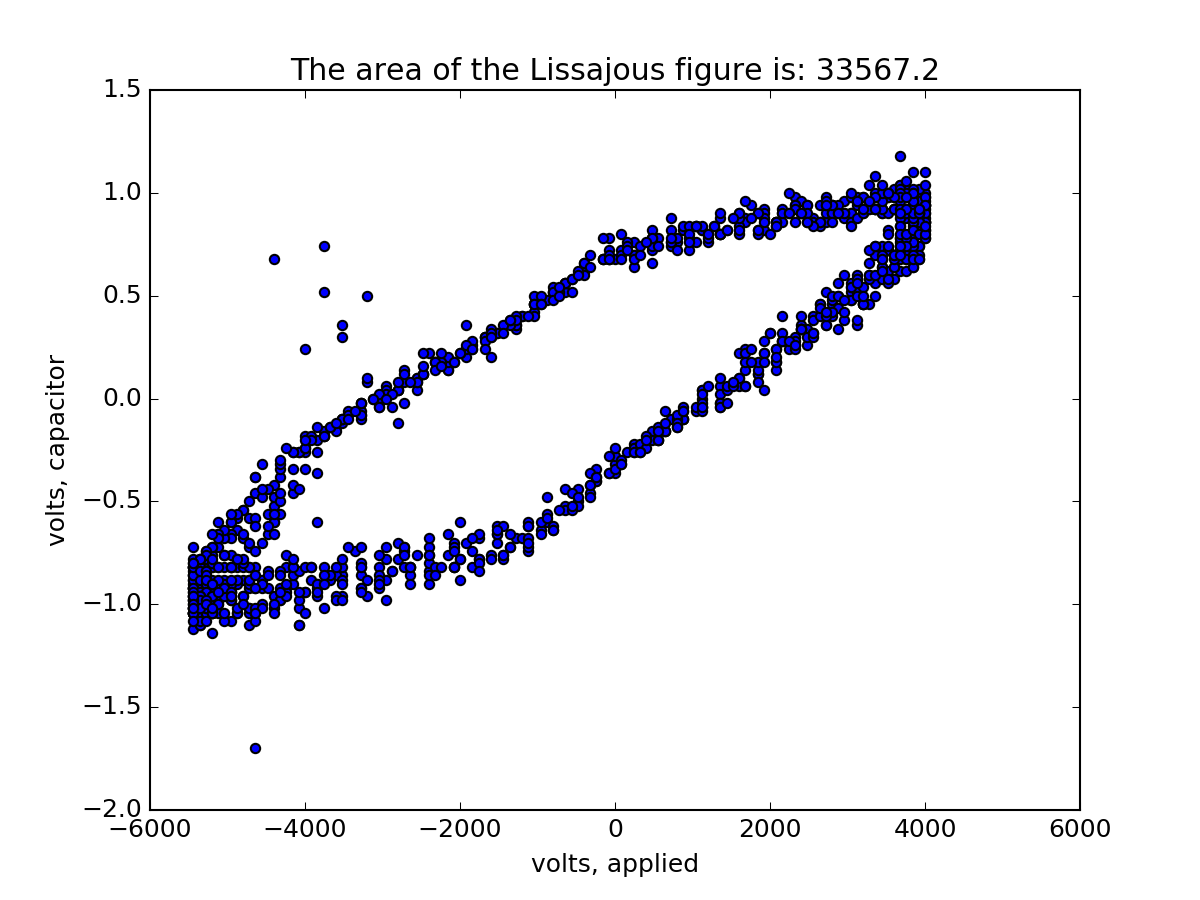 The area of the Lissajous figure is: 33567.2
1.5
1.0
0.5
0.0
−0.5
−1.0
−1.5
−2.0
−6000 −4000 −2000 0 2000 4000 6000
volts, capacitor
volts, applied